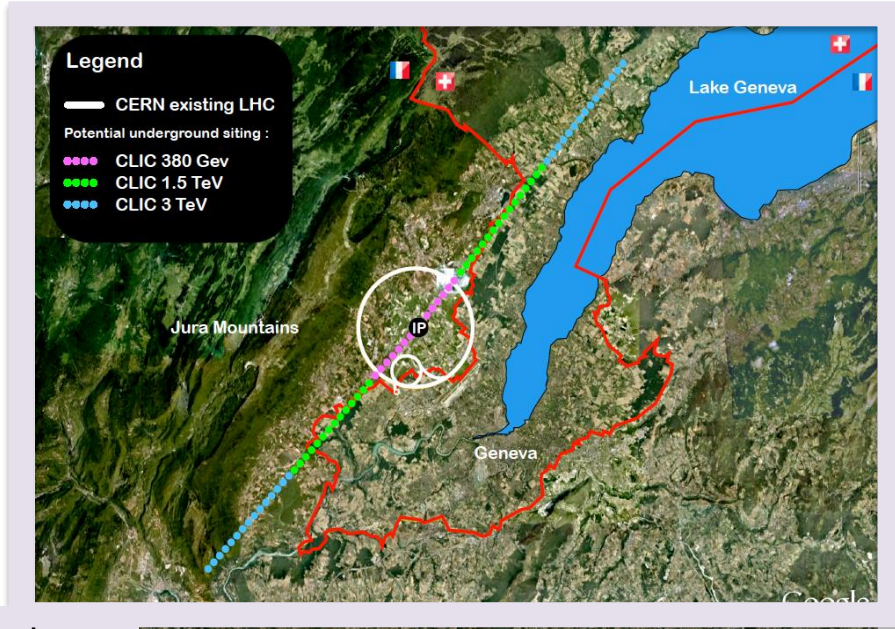 Legend
CERN existing LHC
Potential underground siting :
CLIC 380 Gev
CLIC 1.5 TeV
CLIC 3 TeV
Lake Geneva
Jura Mountains
IP
Geneva
Google